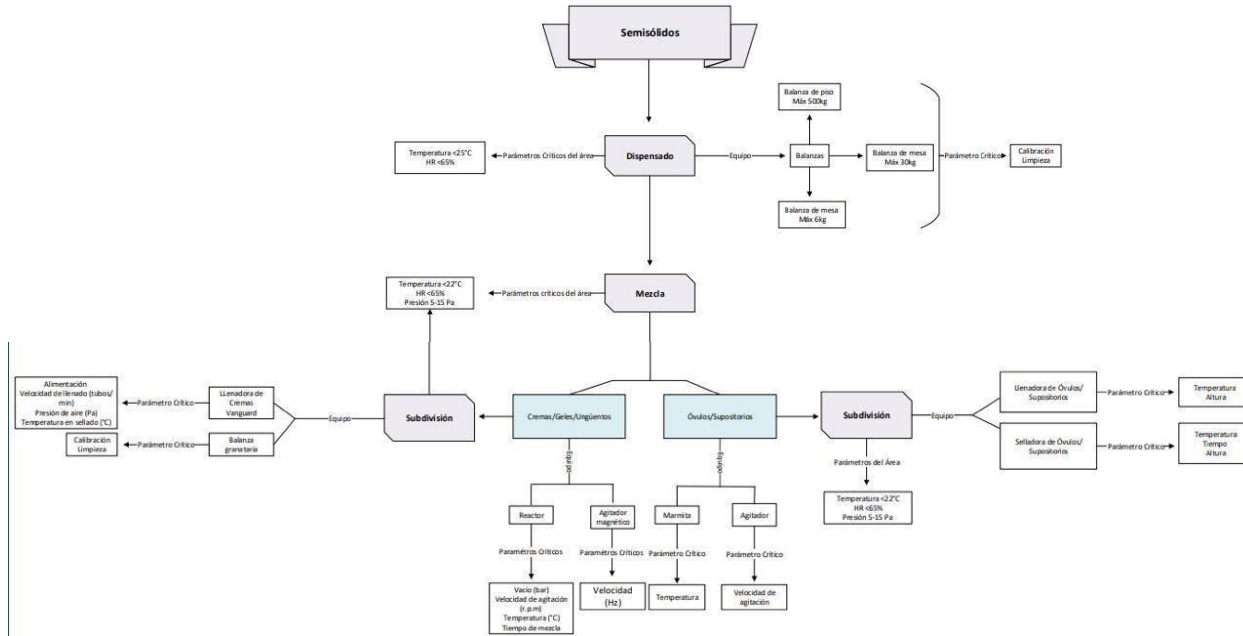 Semisólidos
Balanza de piso
Máx 500kg
Temperatura <25°C
HR <65%
Parámetros Críticos del área
Dispensado
Equipo
Balanzas
Balanza de mesa
Máx 30kg
Parámetro Crítico
Calibración
Limpieza
Balanza de mesa
Máx 6kg
Temperatura <22°C
HR <65%
Presión 5-15 Pa
Parámetros críticos del área
Mezcla
Alimentación
Velocidad de llenado (tubos/
min)
Presión de aire (Pa)
Temperatura en sellado (°C)
Parámetro Crítico
LLenadora de
Cremas
Vanguard
Calibración
Limpieza
Parámetro Crítico
Balanza
granataria
Equipo
Subdivisión
Cremas/Geles/Ungüentos
Óvulos/Supositorios
Subdivisión
Equipo
Llenadora de Óvulos/
Supositorios
Parámetro Crítico
Temperatura
Altura
Selladora de Óvulos/
Supositorios
Parámetro Crítico
Temperatura
Tiempo
Altura
Parámetros del Área
Temperatura <22°C
HR <65%
Presión 5-15 Pa
Equipo
Equipo
Reactor
Agitador
magnético
Marmita
Agitador
Paramétros Críticos
Paramétros Críticos
Parámetro Crítico
Parámetro Crítico
Vacio (bar)
Velocidad de agitación
(r.p.m)
Temperatura (°C)
Tiempo de mezcla
Velocidad
(Hz)
Temperatura
Velocidad de
agitación